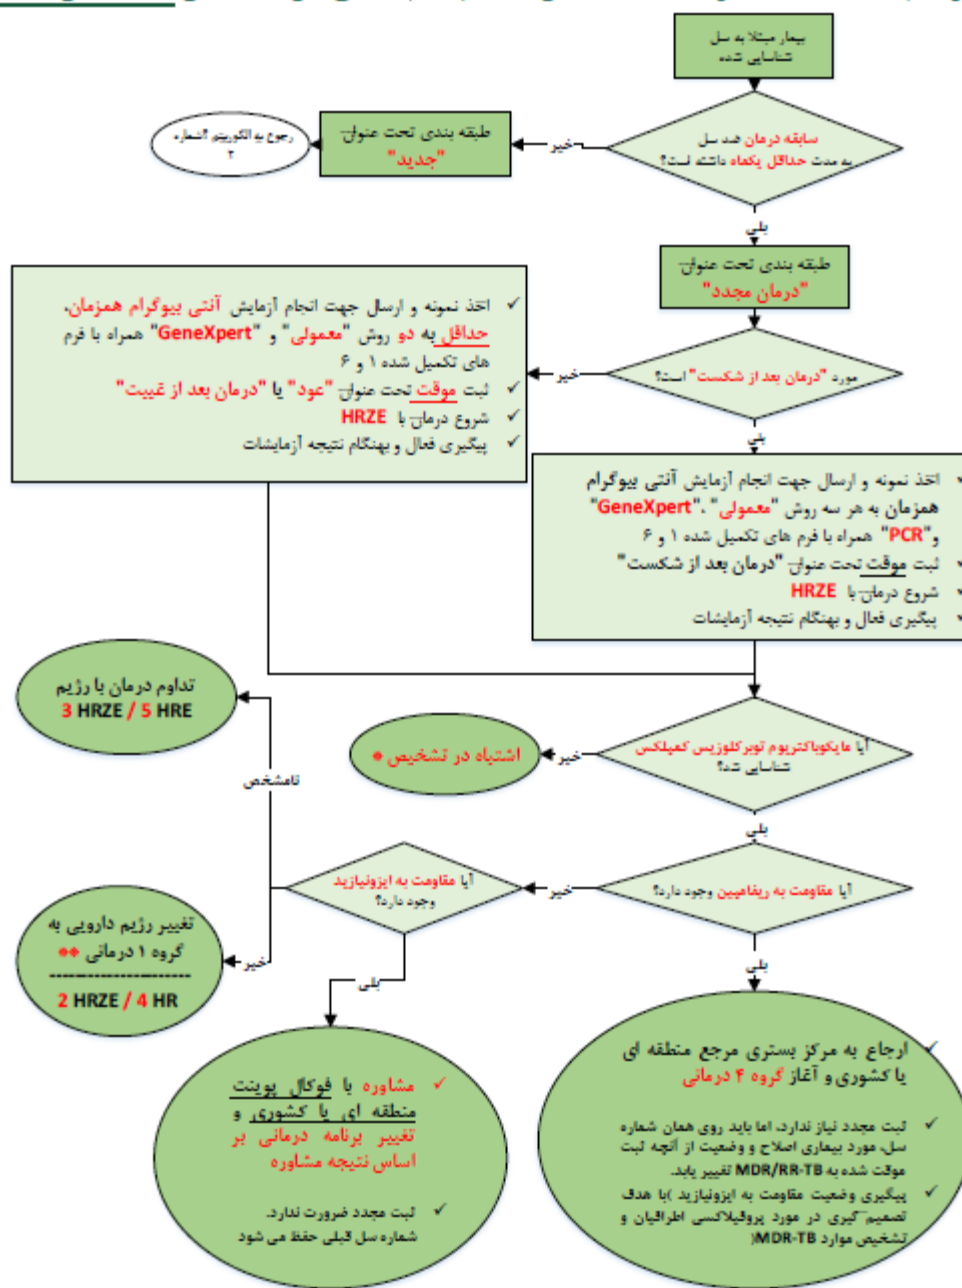 بیمار مبتلا به سل
شناسایی شده
سابقه درمان ضد سل
به مدت حداقل یکماه داشته است؟
خیر
طبقه بندی تحت عنوان
"جدید"
رجوع به الگوریتم شماره
۲
بلی
طبقه بندی تحت عنوان
"درمان مجدد"
مورد "درمان بعد از شکست" است؟
خیر
✓ اخذ نمونه و ارسال جهت انجام آزمایش آنتی بیوگرام همزمان،
حداقل به دو روش "معمولی" و "GeneXpert" همراه با فرم
های تکمیل شده ۱ و ۶
✓ ثبت موقت تحت عنوان "عود" یا "درمان بعد از غیبت"
✓ شروع درمان با HRZE
✓ پیگیری فعال و بهنگام نتیجه آزمایشات
بلی
✓ اخذ نمونه و ارسال جهت انجام آزمایش آنتی بیوگرام
همزمان به هر سه روش "معمولی"، "GeneXpert"
و "PCR" همراه با فرم های تکمیل شده ۱ و ۶
✓ ثبت موقت تحت عنوان "درمان بعد از شکست"
✓ شروع درمان با HRZE
✓ پیگیری فعال و بهنگام نتیجه آزمایشات
آیا مایکوباکتریوم توبرکلوزیس کمپلکس
شناسایی شد؟
خیر
اشتباه در تشخیص *
بلی
آیا مقاومت به ریفامپین وجود دارد؟
خیر
آیا مقاومت به ایزونیازید
وجود دارد؟
نامشخص
تداوم درمان با رژیم
3 HRZE / 5 HRE
خیر
تغییر رژیم دارویی به
گروه ۱ درمانی **
----------------------
2 HRZE / 4 HR
بلی
✓ مشاوره با فوکال پوینت
منطقه ای یا کشوری و
تغییر برنامه درمانی بر
اساس نتیجه مشاوره
✓ ثبت مجدد ضرورت ندارد.
شماره سل قبلی حفظ می شود
بلی
✓ ارجاع به مرکز بستری مرجع منطقه ای
یا کشوری و آغاز گروه ۴ درمانی
✓ ثبت مجدد نیاز ندارد، اما باید روی همان شماره
سل، مورد بیماری اصلاح و وضعیت از آنچه ثبت
موقت شده به MDR/RR-TB تغییر یابد.
✓ پیگیری وضعیت مقاومت به ایزونیازید )با هدف
تصمیم گیری در مورد پروفیلاکسی اطرافیان و
تشخیص موارد MDR-TB(